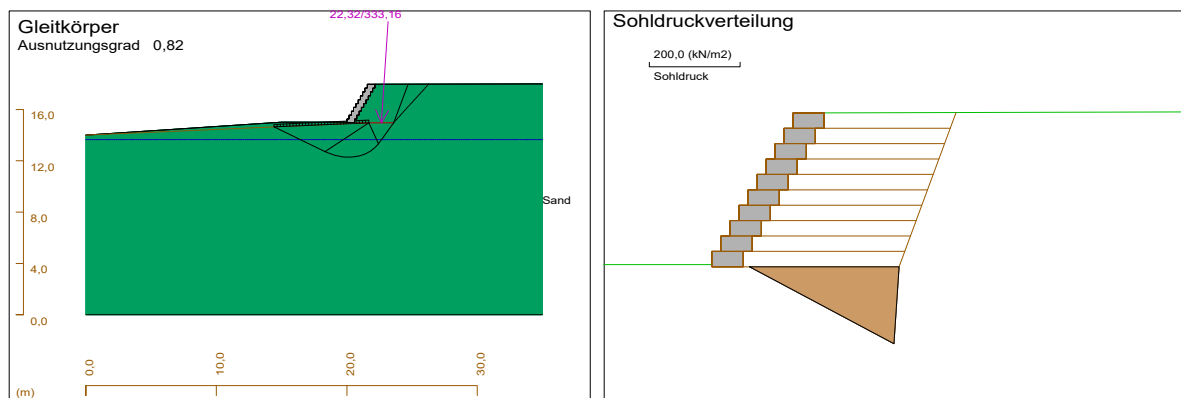 Gleitkörper
Ausnutzungsgrad 0,82
22,32/333,16
16,0
12,0
8,0
4,0
0,0
Sand
0,0
10,0
20,0
30,0
(m)
Sohldruckverteilung
200,0 (kN/m2)
Sohldruck